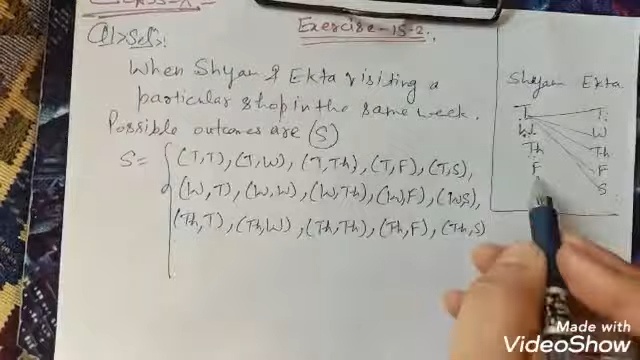 Exercise-15.2.
Q1 > Sol:
When Shyam & Ekta visiting a
particular shop in the same week.
Possible outcomes are (S)
S = { (T,T), (T,W), (T,Th), (T,F), (T,S),
(W,T), (W,W), (W,Th), (W,F), (W,S),
(Th,T), (Th,W), (Th,Th), (Th,F), (Th,S)
Shyam Ekta
T T
W W
Th Th
F F
S
Made with
VideoShow